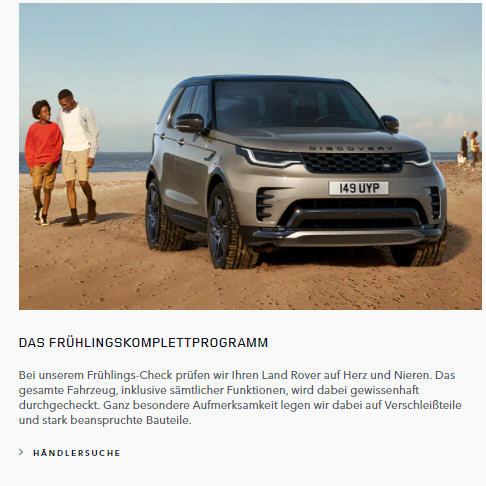 DISCOVERY
149 UYP
DAS FRÜHLINGSKOMPLETTPROGRAMM
Bei unserem Frühlings-Check prüfen wir Ihren Land Rover auf Herz und Nieren. Das
gesamte Fahrzeug, inklusive sämtlicher Funktionen, wird dabei gewissenhaft
durchgecheckt. Ganz besondere Aufmerksamkeit legen wir dabei auf Verschleißteile
und stark beanspruchte Bauteile.
HÄNDLERSUCHE